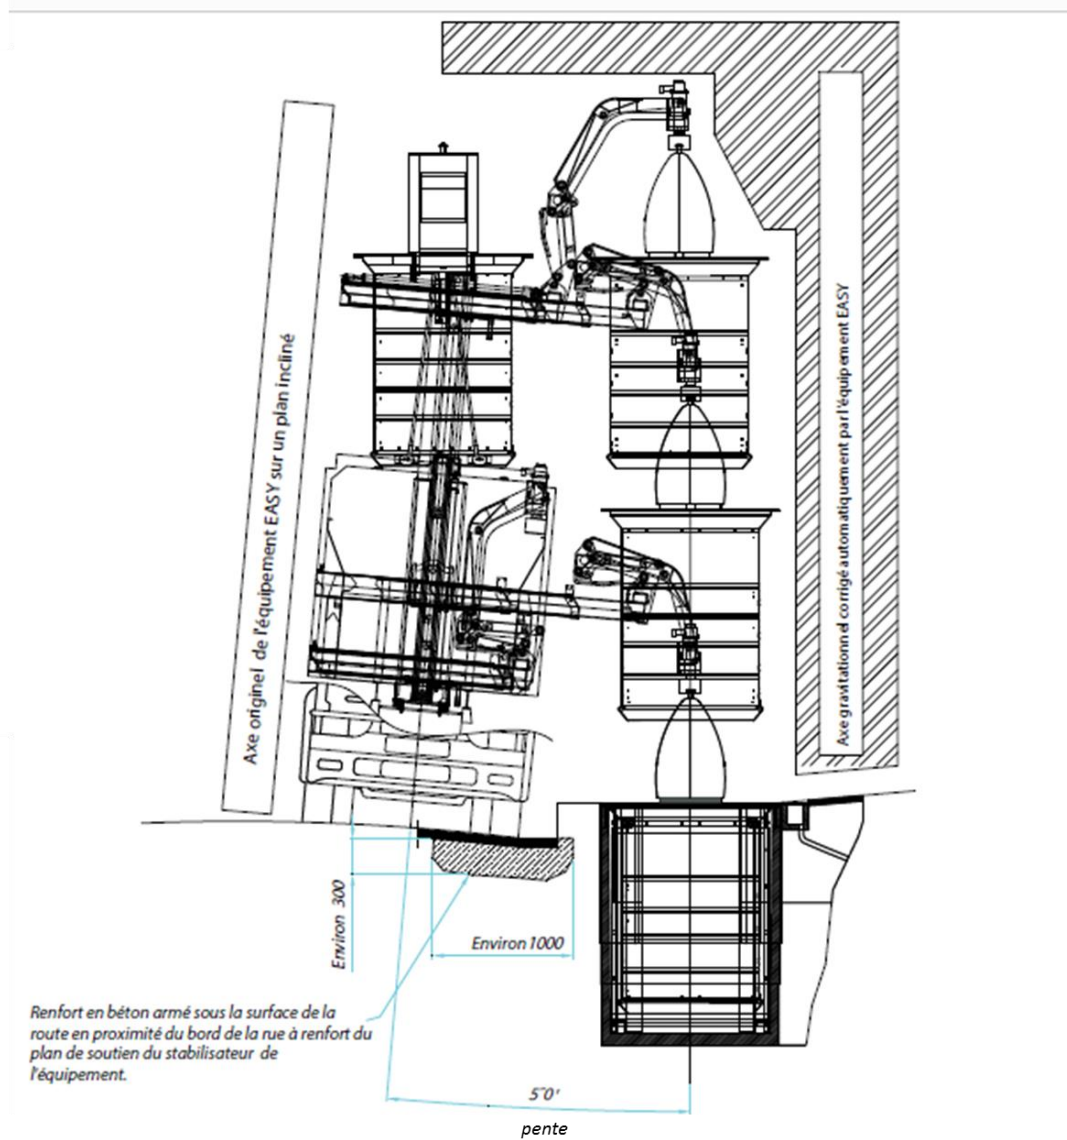 Axe originel de l'équipement EASY sur un plan incliné
Axe gravitationnel corrigé automatiquement par l'équipement EASY
Environ 300
Environ 1000
Renfort en béton armé sous la surface de la
route en proximité du bord de la rue à renfort du
plan de soutien du stabilisateur de
l'équipement.
5˜0'
pente